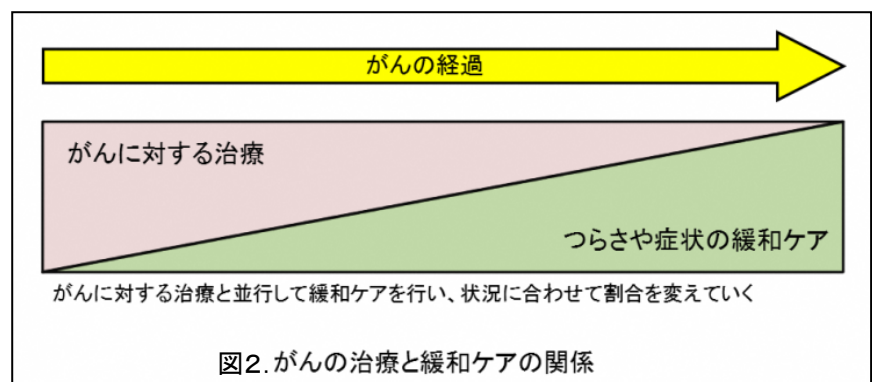 がんの経過
がんに対する治療
つらさや症状の緩和ケア
がんに対する治療と並行して緩和ケアを行い、状況に合わせて割合を変えていく
図2.がんの治療と緩和ケアの関係